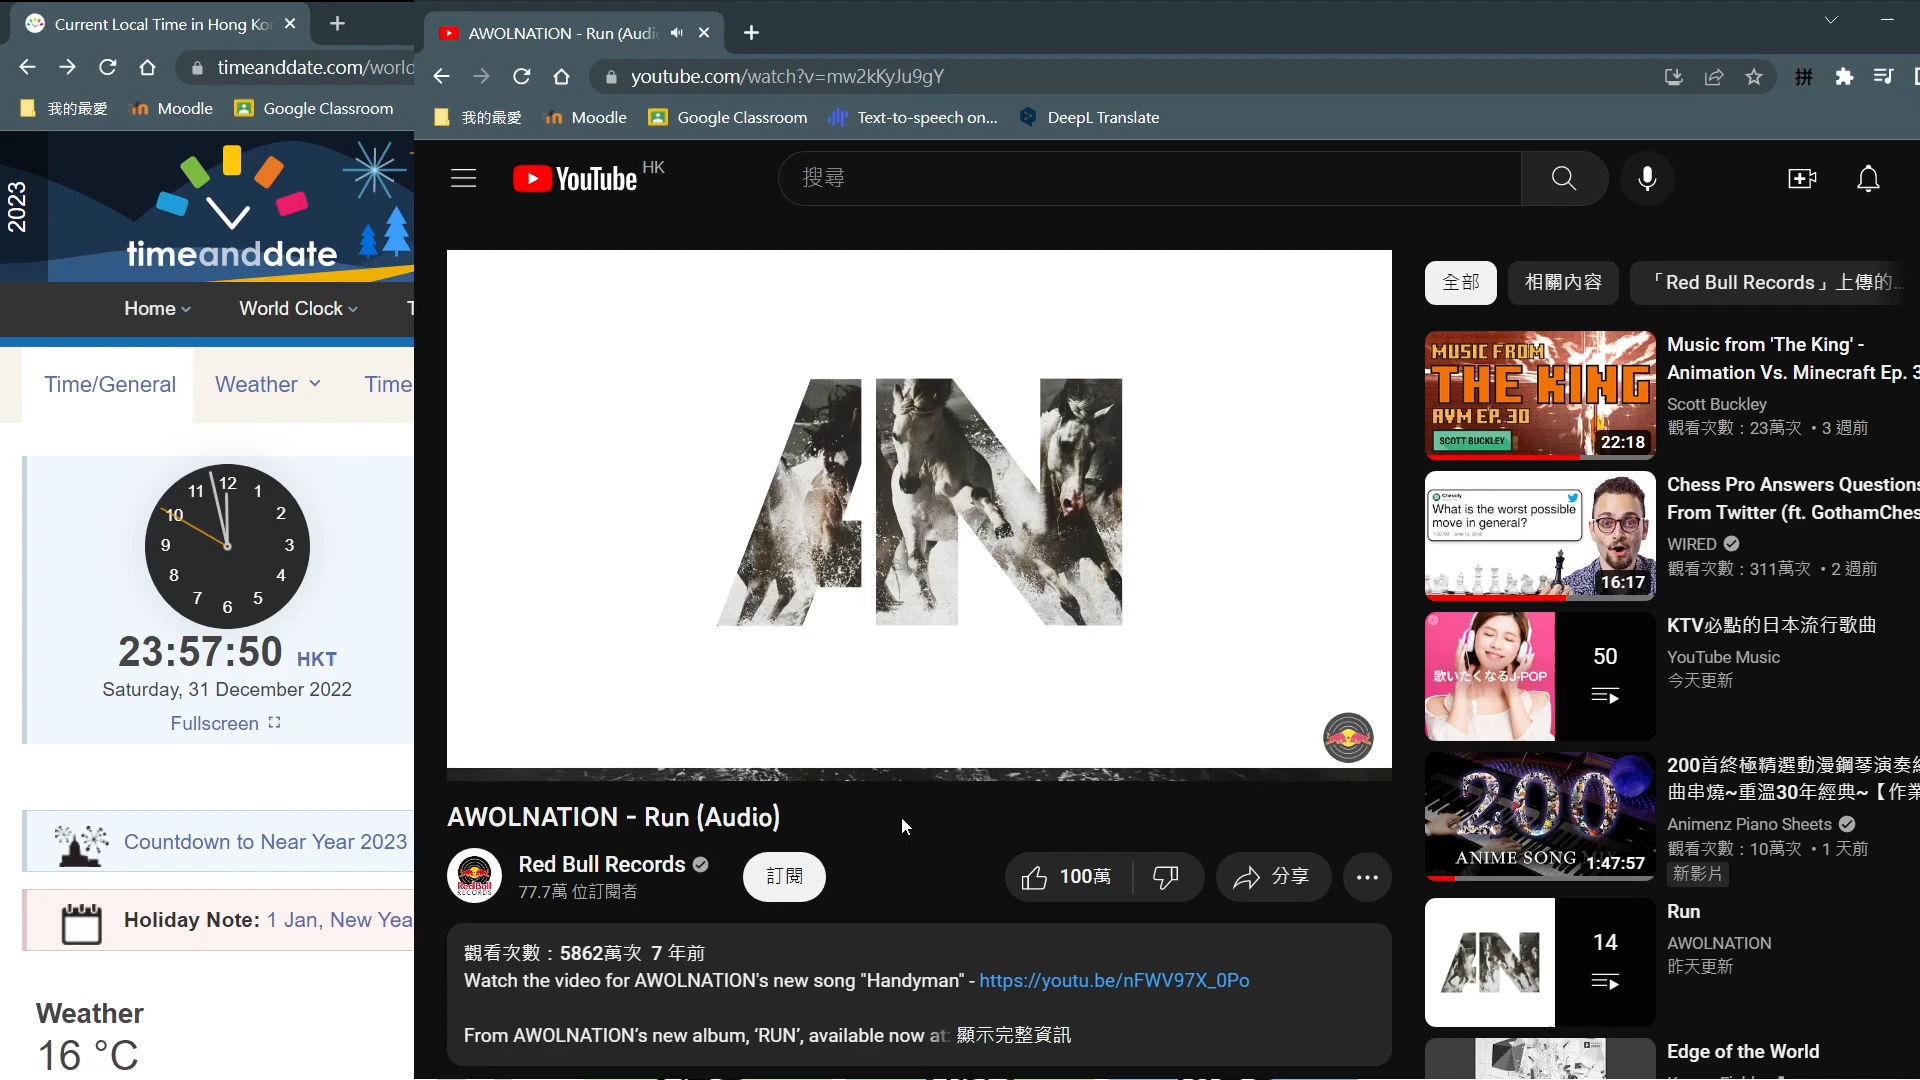 Current Local Time in Hong Ko
timeanddate.com/world
我的最愛
Moodle
Google Classroom
2023
timeanddate
Home
World Clock
T
Time/General
Weather
Time
12
1
2
3
4
5
6
7
8
9
10
11
23:57:50 HKT
Saturday, 31 December 2022
Fullscreen
Countdown to Near Year 2023
Holiday Note: 1 Jan, New Yea
Weather
16 °C
AWOLNATION - Run (Audi
youtube.com/watch?v=mw2kKyJu9gY
拼
我的最愛
Moodle
Google Classroom
Text-to-speech on...
DeepL Translate
YouTube HK
搜尋
AN
AWOLNATION - Run (Audio)
RedBull
RECORDS
Red Bull Records
77.7萬 位訂閱者
訂閱
100萬
分享
觀看次數：5862萬次 7 年前
Watch the video for AWOLNATION's new song "Handyman" - https://youtu.be/nFWV97X_0Po
From AWOLNATION’s new album, ‘RUN’, available now at: 顯示完整資訊
全部
相關內容
「Red Bull Records」上傳的...
MUSIC FROM
THE KING
AVM EP. 30
SCOTT BUCKLEY
22:18
Music from 'The King' -
Animation Vs. Minecraft Ep. 3
Scott Buckley
觀看次數：23萬次 • 3 週前
Chessly
What is the worst possible
move in general?
16:17
Chess Pro Answers Questions
From Twitter (ft. GothamChes
WIRED
觀看次數：311萬次 • 2 週前
歌いたくなるJ-POP
50
KTV必點的日本流行歌曲
YouTube Music
今天更新
200
ANIME SONG
1:47:57
200首終極精選動漫鋼琴演奏組
曲串燒~重溫30年經典~【作業
Animenz Piano Sheets
觀看次數：10萬次 • 1 天前
新影片
AN
14
Run
AWOLNATION
昨天更新
Edge of the World